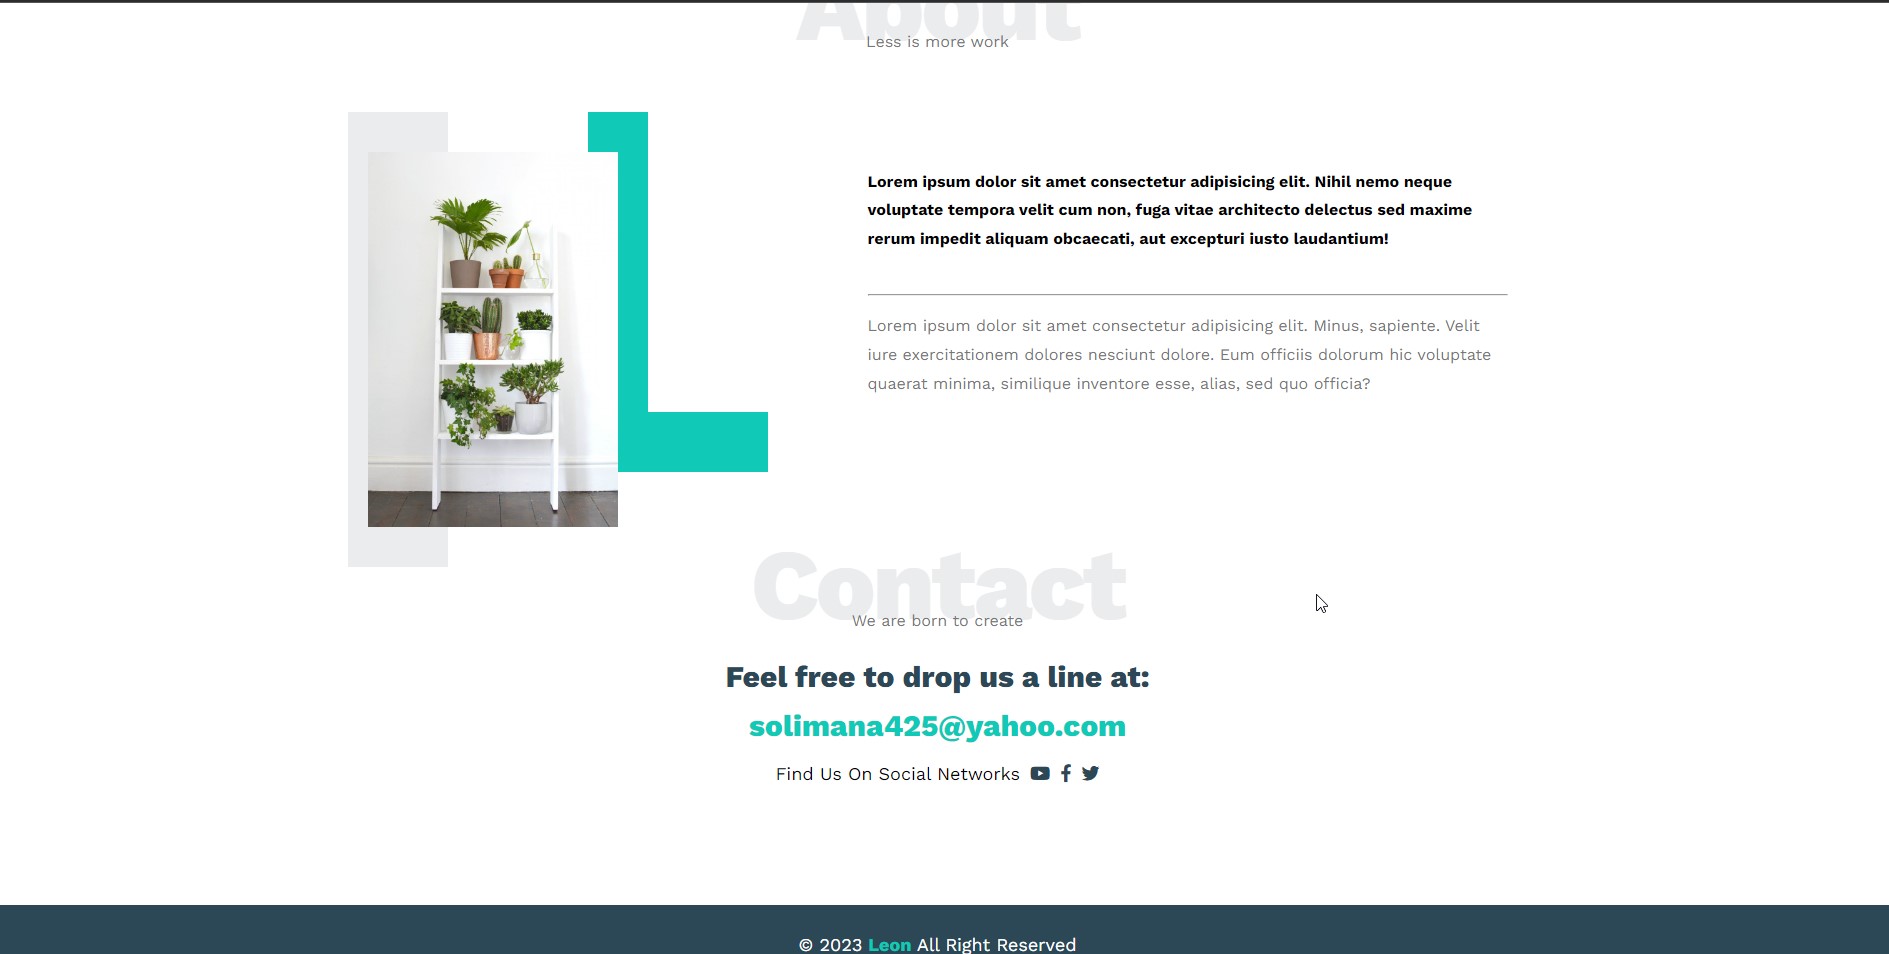 About
Less is more work
Lorem ipsum dolor sit amet consectetur adipisicing elit. Nihil nemo neque
voluptate tempora velit cum non, fuga vitae architecto delectus sed maxime
rerum impedit aliquam obcaecati, aut excepturi iusto laudantium!
Lorem ipsum dolor sit amet consectetur adipisicing elit. Minus, sapiente. Velit
iure exercitationem dolores nesciunt dolore. Eum officiis dolorum hic voluptate
quaerat minima, similique inventore esse, alias, sed quo officia?
Contact
We are born to create
Feel free to drop us a line at:
solimana425@yahoo.com
Find Us On Social Networks
© 2023 Leon All Right Reserved